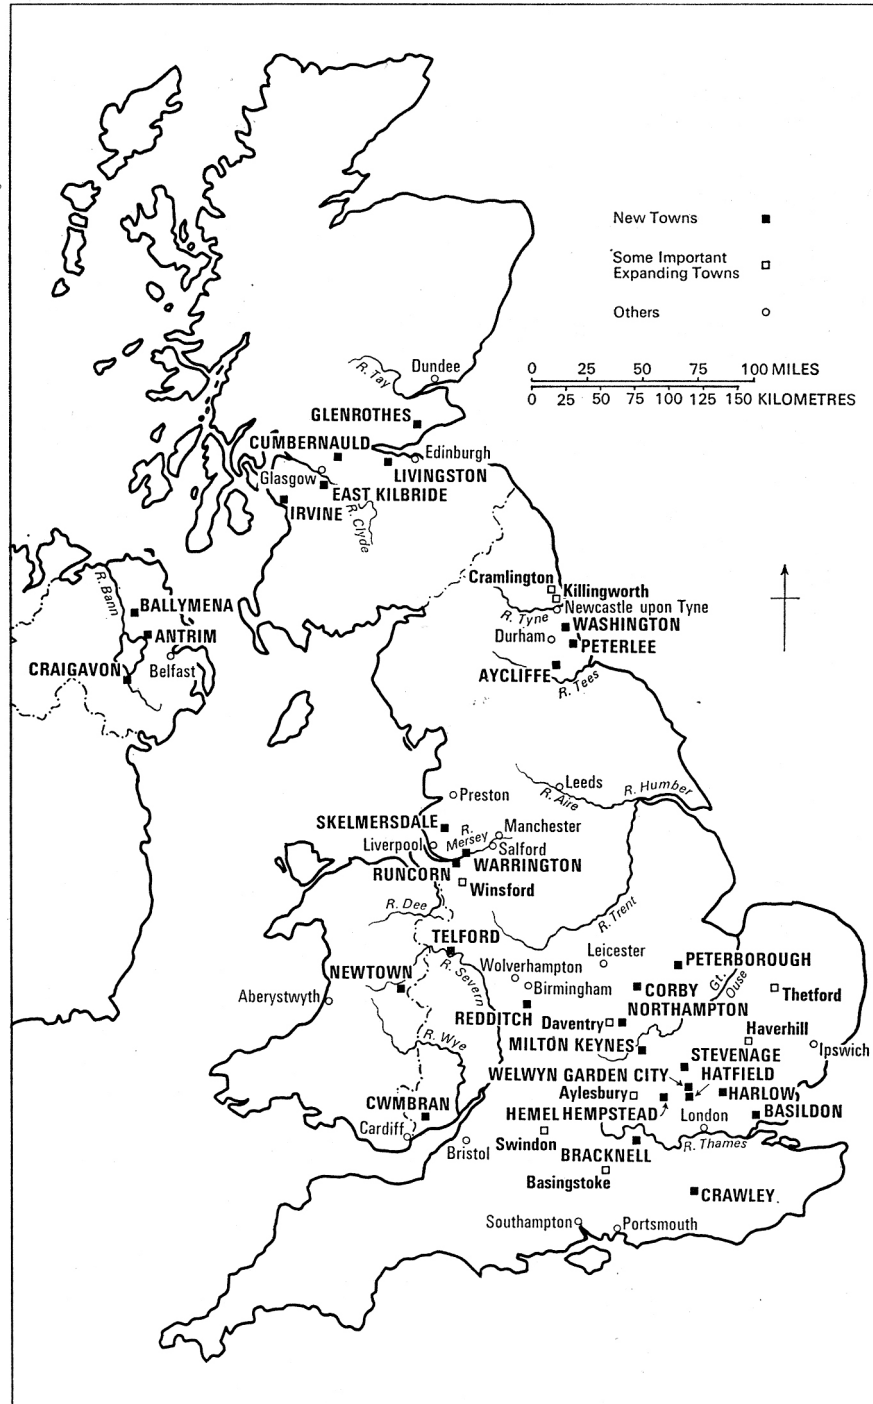 New Towns
Some Important
Expanding Towns
Others
0 25 50 75 100 MILES
0 25 50 75 100 125 150 KILOMETRES
R. Tay
Dundee
GLENROTHES
CUMBERNAULD
Edinburgh
Glasgow
LIVINGSTON
EAST KILBRIDE
IRVINE
R. Clyde
Cramlington
Killingworth
R. Bann
BALLYMENA
Newcastle upon Tyne
R. Tyne
WASHINGTON
ANTRIM
Durham
PETERLEE
CRAIGAVON
Belfast
AYCLIFFE
R. Tees
Leeds
R. Humber
Preston
R. Aire
SKELMERSDALE
R.
Mersey
Manchester
Liverpool
Salford
RUNCORN
WARRINGTON
Winsford
R. Dee
R. Trent
TELFORD
Leicester
PETERBOROUGH
R. Severn
Wolverhampton
NEWTOWN
Gt.
Ouse
Birmingham
CORBY
Thetford
Aberystwyth
REDDITCH
NORTHAMPTON
Daventry
Haverhill
R. Wye
MILTON KEYNES
Ipswich
STEVENAGE
WELWYN GARDEN CITY
HATFIELD
Aylesbury
HARLOW
CWMBRAN
HEMEL HEMPSTEAD
London
BASILDON
Cardiff
Swindon
Bristol
BRACKNELL
R. Thames
Basingstoke
CRAWLEY
Southampton
Portsmouth